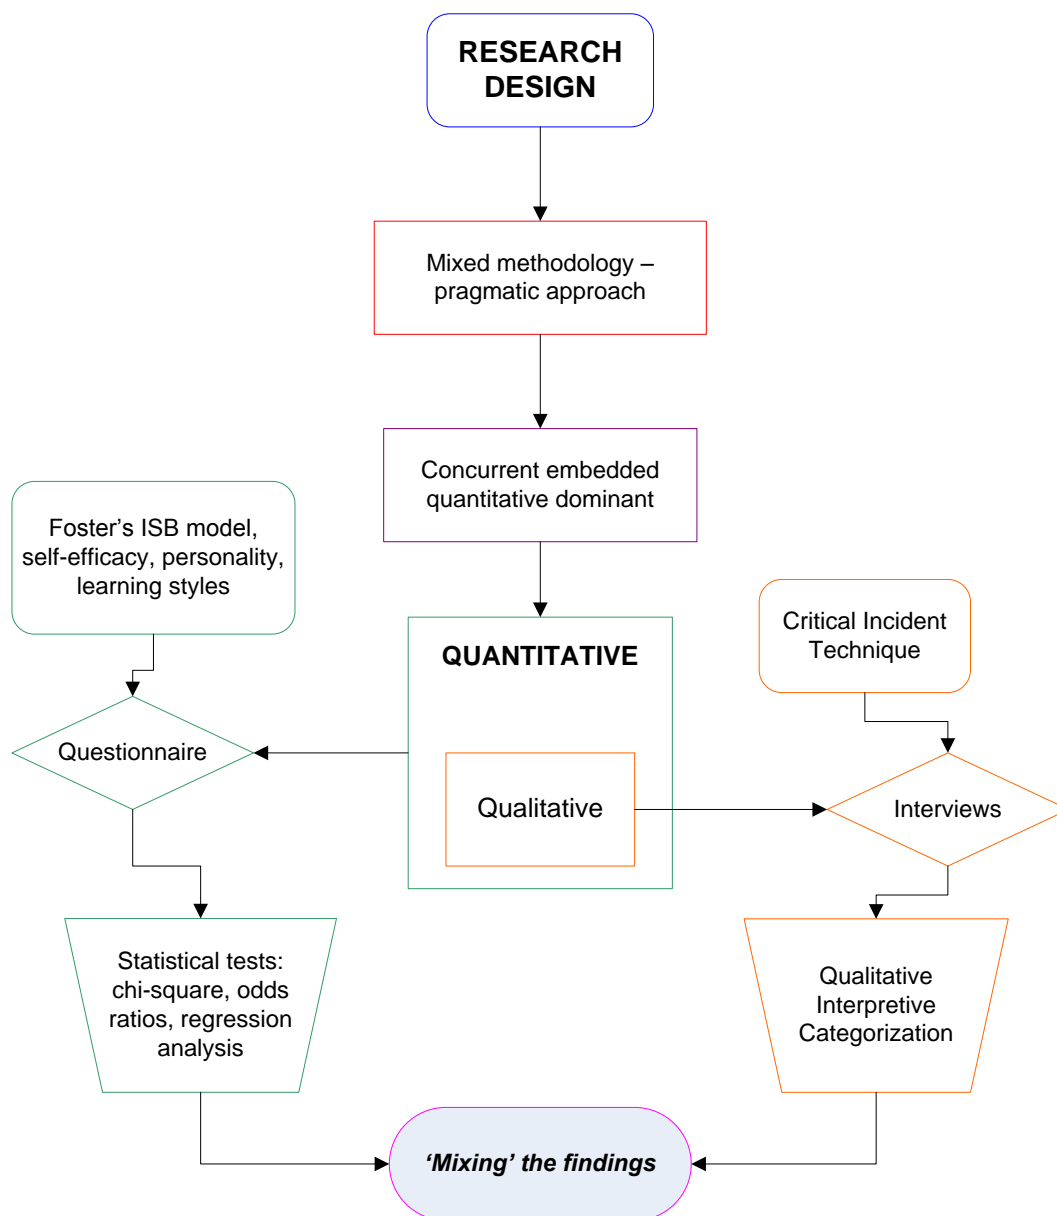 RESEARCH
DESIGN
Mixed methodology –
pragmatic approach
Concurrent embedded
quantitative dominant
Foster’s ISB model,
self-efficacy, personality,
learning styles
Critical Incident
Technique
QUANTITATIVE
Questionnaire
Qualitative
Interviews
Statistical tests:
chi-square, odds
ratios, regression
analysis
Qualitative
Interpretive
Categorization
‘Mixing’ the findings